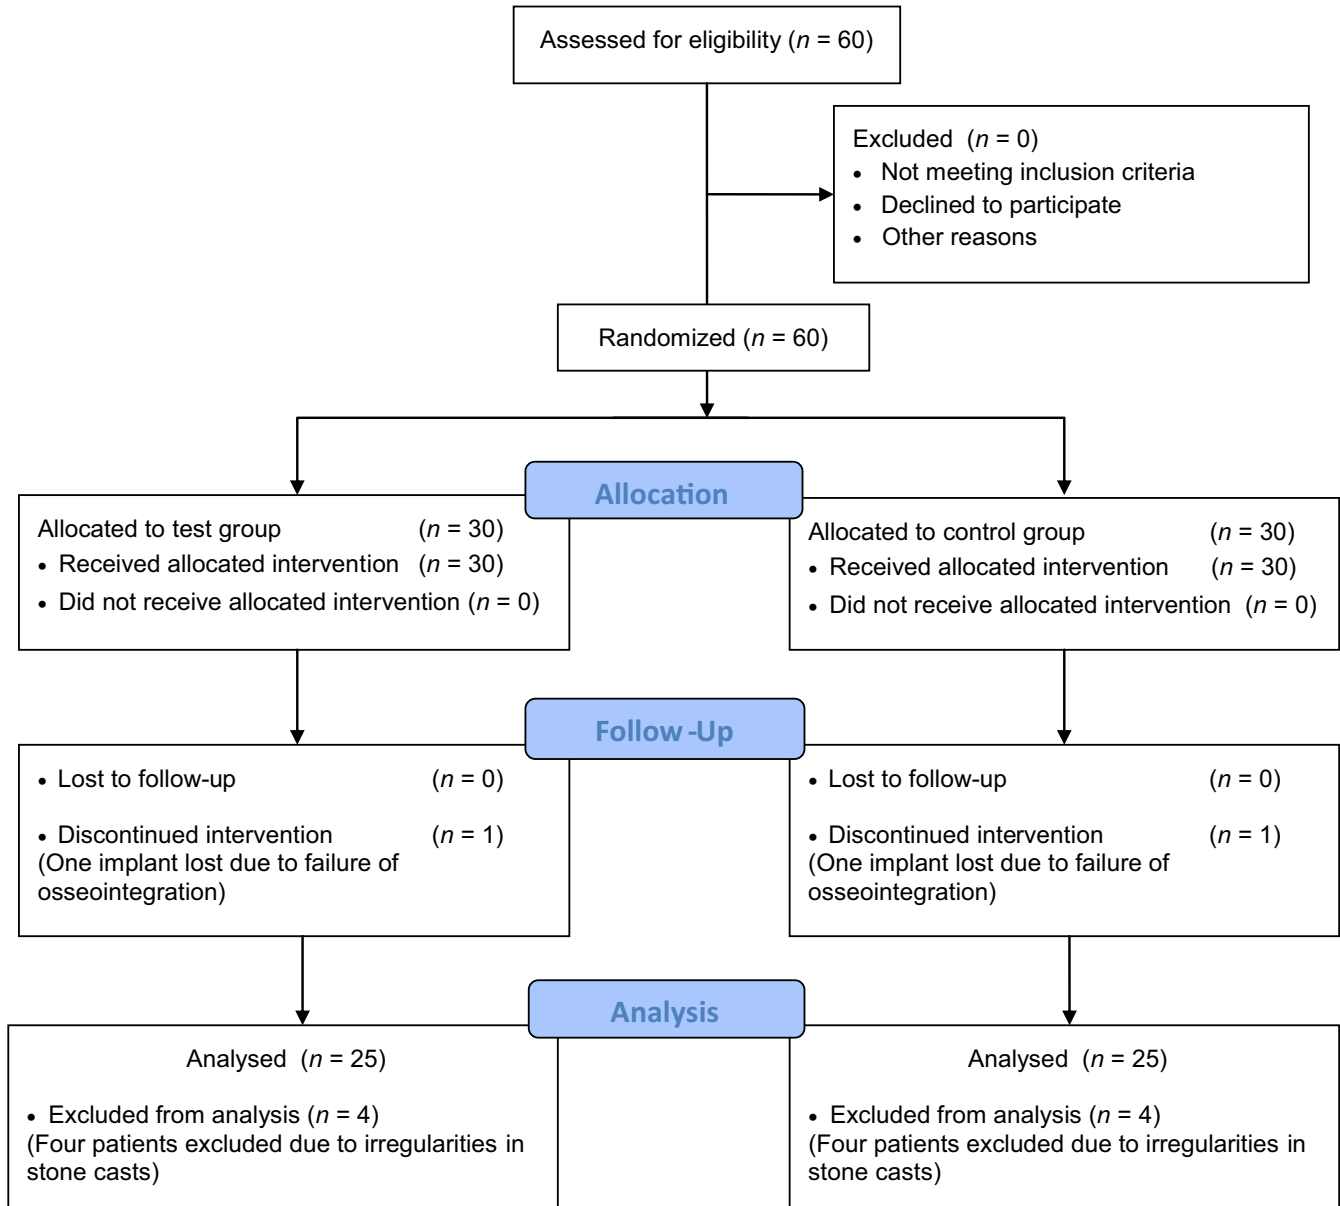 Assessed for eligibility (n = 60)
Excluded (n = 0)
• Not meeting inclusion criteria
• Declined to participate
• Other reasons
Randomized (n = 60)
Allocation
Allocated to test group (n = 30)
• Received allocated intervention (n = 30)
• Did not receive allocated intervention (n = 0)
Allocated to control group (n = 30)
• Received allocated intervention (n = 30)
• Did not receive allocated intervention (n = 0)
Follow-Up
• Lost to follow-up (n = 0)
• Discontinued intervention (n = 1)
(One implant lost due to failure of
osseointegration)
• Lost to follow-up (n = 0)
• Discontinued intervention (n = 1)
(One implant lost due to failure of
osseointegration)
Analysis
Analysed (n = 25)
• Excluded from analysis (n = 4)
(Four patients excluded due to irregularities in
stone casts)
Analysed (n = 25)
• Excluded from analysis (n = 4)
(Four patients excluded due to irregularities in
stone casts)